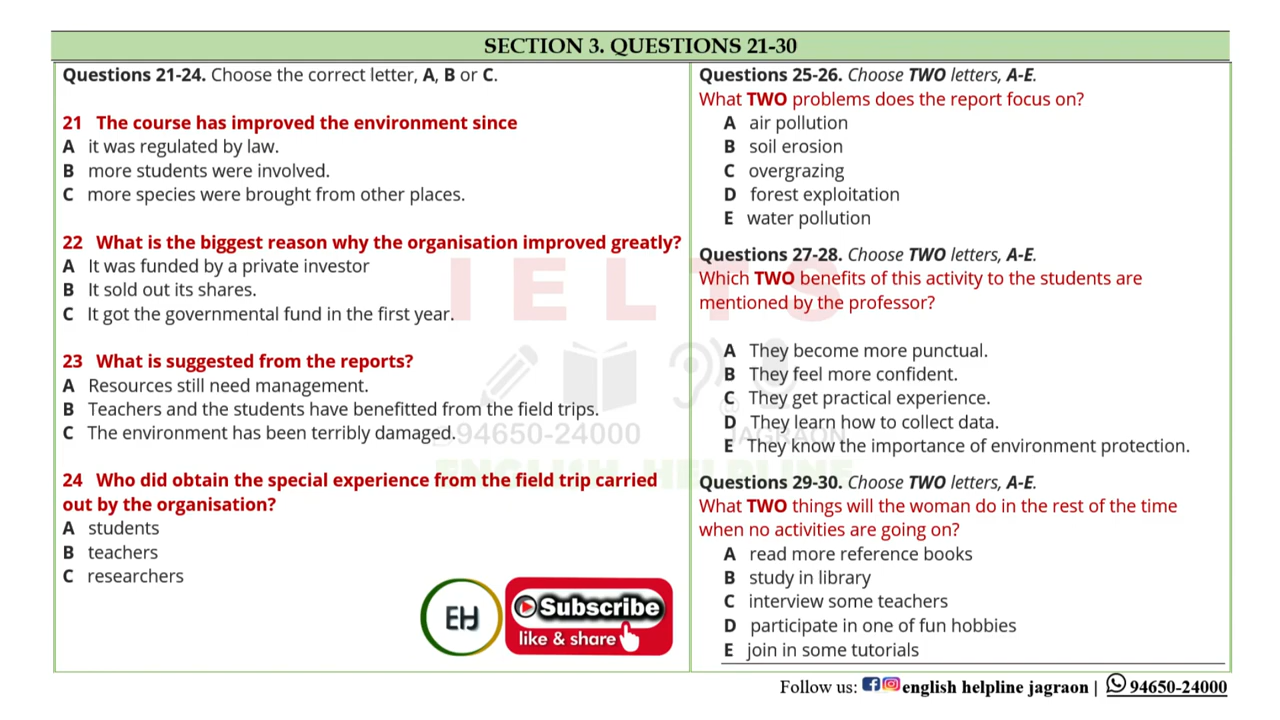 SECTION 3. QUESTIONS 21-30
Questions 21-24. Choose the correct letter, A, B or C.
21 The course has improved the environment since
A it was regulated by law.
B more students were involved.
C more species were brought from other places.
22 What is the biggest reason why the organisation improved greatly?
A It was funded by a private investor
B It sold out its shares.
C It got the governmental fund in the first year.
23 What is suggested from the reports?
A Resources still need management.
B Teachers and the students have benefitted from the field trips.
C The environment has been terribly damaged.
24 Who did obtain the special experience from the field trip carried
out by the organisation?
A students
B teachers
C researchers
EH
Subscribe
like & share
Questions 25-26. Choose TWO letters, A-E.
What TWO problems does the report focus on?
A air pollution
B soil erosion
C overgrazing
D forest exploitation
E water pollution
Questions 27-28. Choose TWO letters, A-E.
Which TWO benefits of this activity to the students are
mentioned by the professor?
A They become more punctual.
B They feel more confident.
C They get practical experience.
D They learn how to collect data.
E They know the importance of environment protection.
Questions 29-30. Choose TWO letters, A-E.
What TWO things will the woman do in the rest of the time
when no activities are going on?
A read more reference books
B study in library
C interview some teachers
D participate in one of fun hobbies
E join in some tutorials
IELTS
94650-24000
JAGRAON
ENGLISH HELPLINE
Follow us: english helpline jagraon | 94650-24000